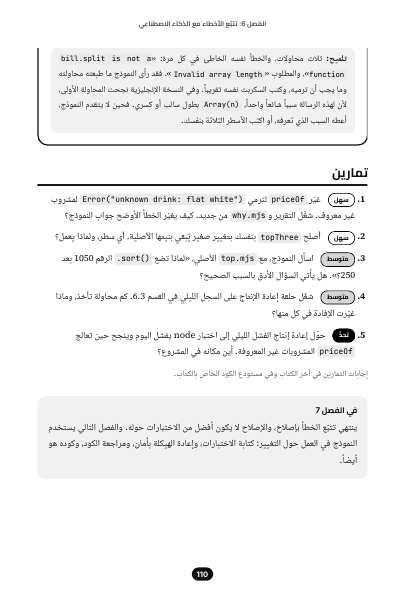 الفصل 6: تتبّع الأخطاء مع الذكاء الاصطناعي
تلميح: ثلاث محاولات، والخطأ نفسه الخاطئ في كل مرة: «bill.split is not a
function»، والمطلوب «Invalid array length». فقد رأى النموذج ما طبعته محاولته
وما يجب أن ترميه، وكتب السكربت نفسه تقريباً. وفي النسخة الإنجليزية نجحت المحاولة الأولى،
لأن لهذه الرسالة سبباً شائعاً واحداً، Array(n) بطول سالب أو كسري. فحين لا يتقدم النموذج،
أعطه السبب الذي تعرفه، أو اكتب الأسطر الثلاثة بنفسك.
تمارين
1. سهل غيّر priceOf لترمي Error("unknown drink: flat white") لمشروب
غير معروف. شغّل التقرير و why.mjs من جديد. كيف يغيّر الخطأ الأوضح جواب النموذج؟
2. سهل أصلح topThree بنفسك بتغيير صغير يُبقي بنيتها الأصلية. أي سطر، ولماذا يعمل؟
3. متوسط اسأل النموذج، مع top.mjs الأصلي، «لماذا تضع .sort() الرقم 1050 بعد
250؟». هل يأتي السؤال الأدق بالسبب الصحيح؟
4. متوسط شغّل حلقة إعادة الإنتاج على السجل الليلي في القسم 6.3. كم محاولة تأخذ، وماذا
غيّرت الإفادة في كل منها؟
5. تحدٍّ حوّل إعادة إنتاج الفشل الليلي إلى اختبار node يفشل اليوم وينجح حين تعالج
priceOf المشروبات غير المعروفة. أين مكانه في المشروع؟
إجابات التمارين في آخر الكتاب وفي مستودع الكود الخاص بالكتاب.
في الفصل 7
ينتهي تتبّع الخطأ بإصلاح، والإصلاح لا يكون أفضل من الاختبارات حوله. والفصل التالي يستخدم
النموذج في العمل حول التغيير: كتابة الاختبارات، وإعادة الهيكلة بأمان، ومراجعة الكود، وكوده هو
أيضاً.
110